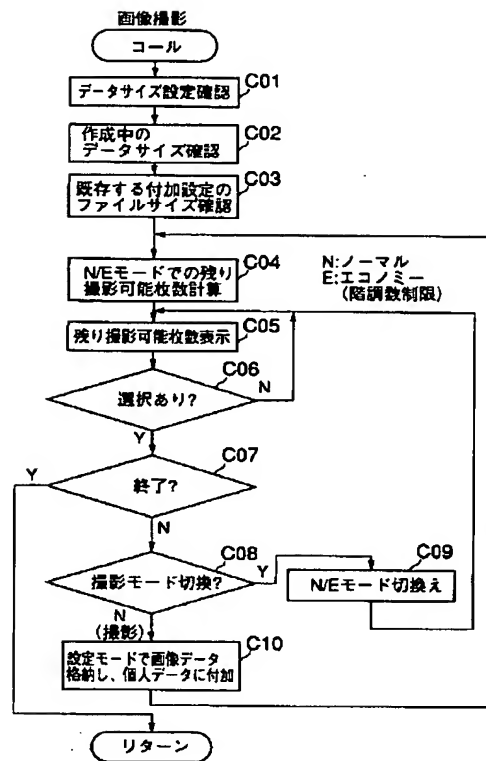 画像撮影
コール
C01
データサイズ設定確認
C02
作成中の
データサイズ確認
C03
既存する付加設定の
ファイルサイズ確認
C04
N/Eモードでの残り
撮影可能枚数計算
N:ノーマル
E:エコノミー
(階調数制限)
C05
残り撮影可能枚数表示
C06
選択あり?
N
Y
C07
終了?
Y
N
C08
撮影モード切換?
Y
C09
N/Eモード切換え
N
(撮影)
C10
設定モードで画像データ
格納し、個人データに付加
リターン